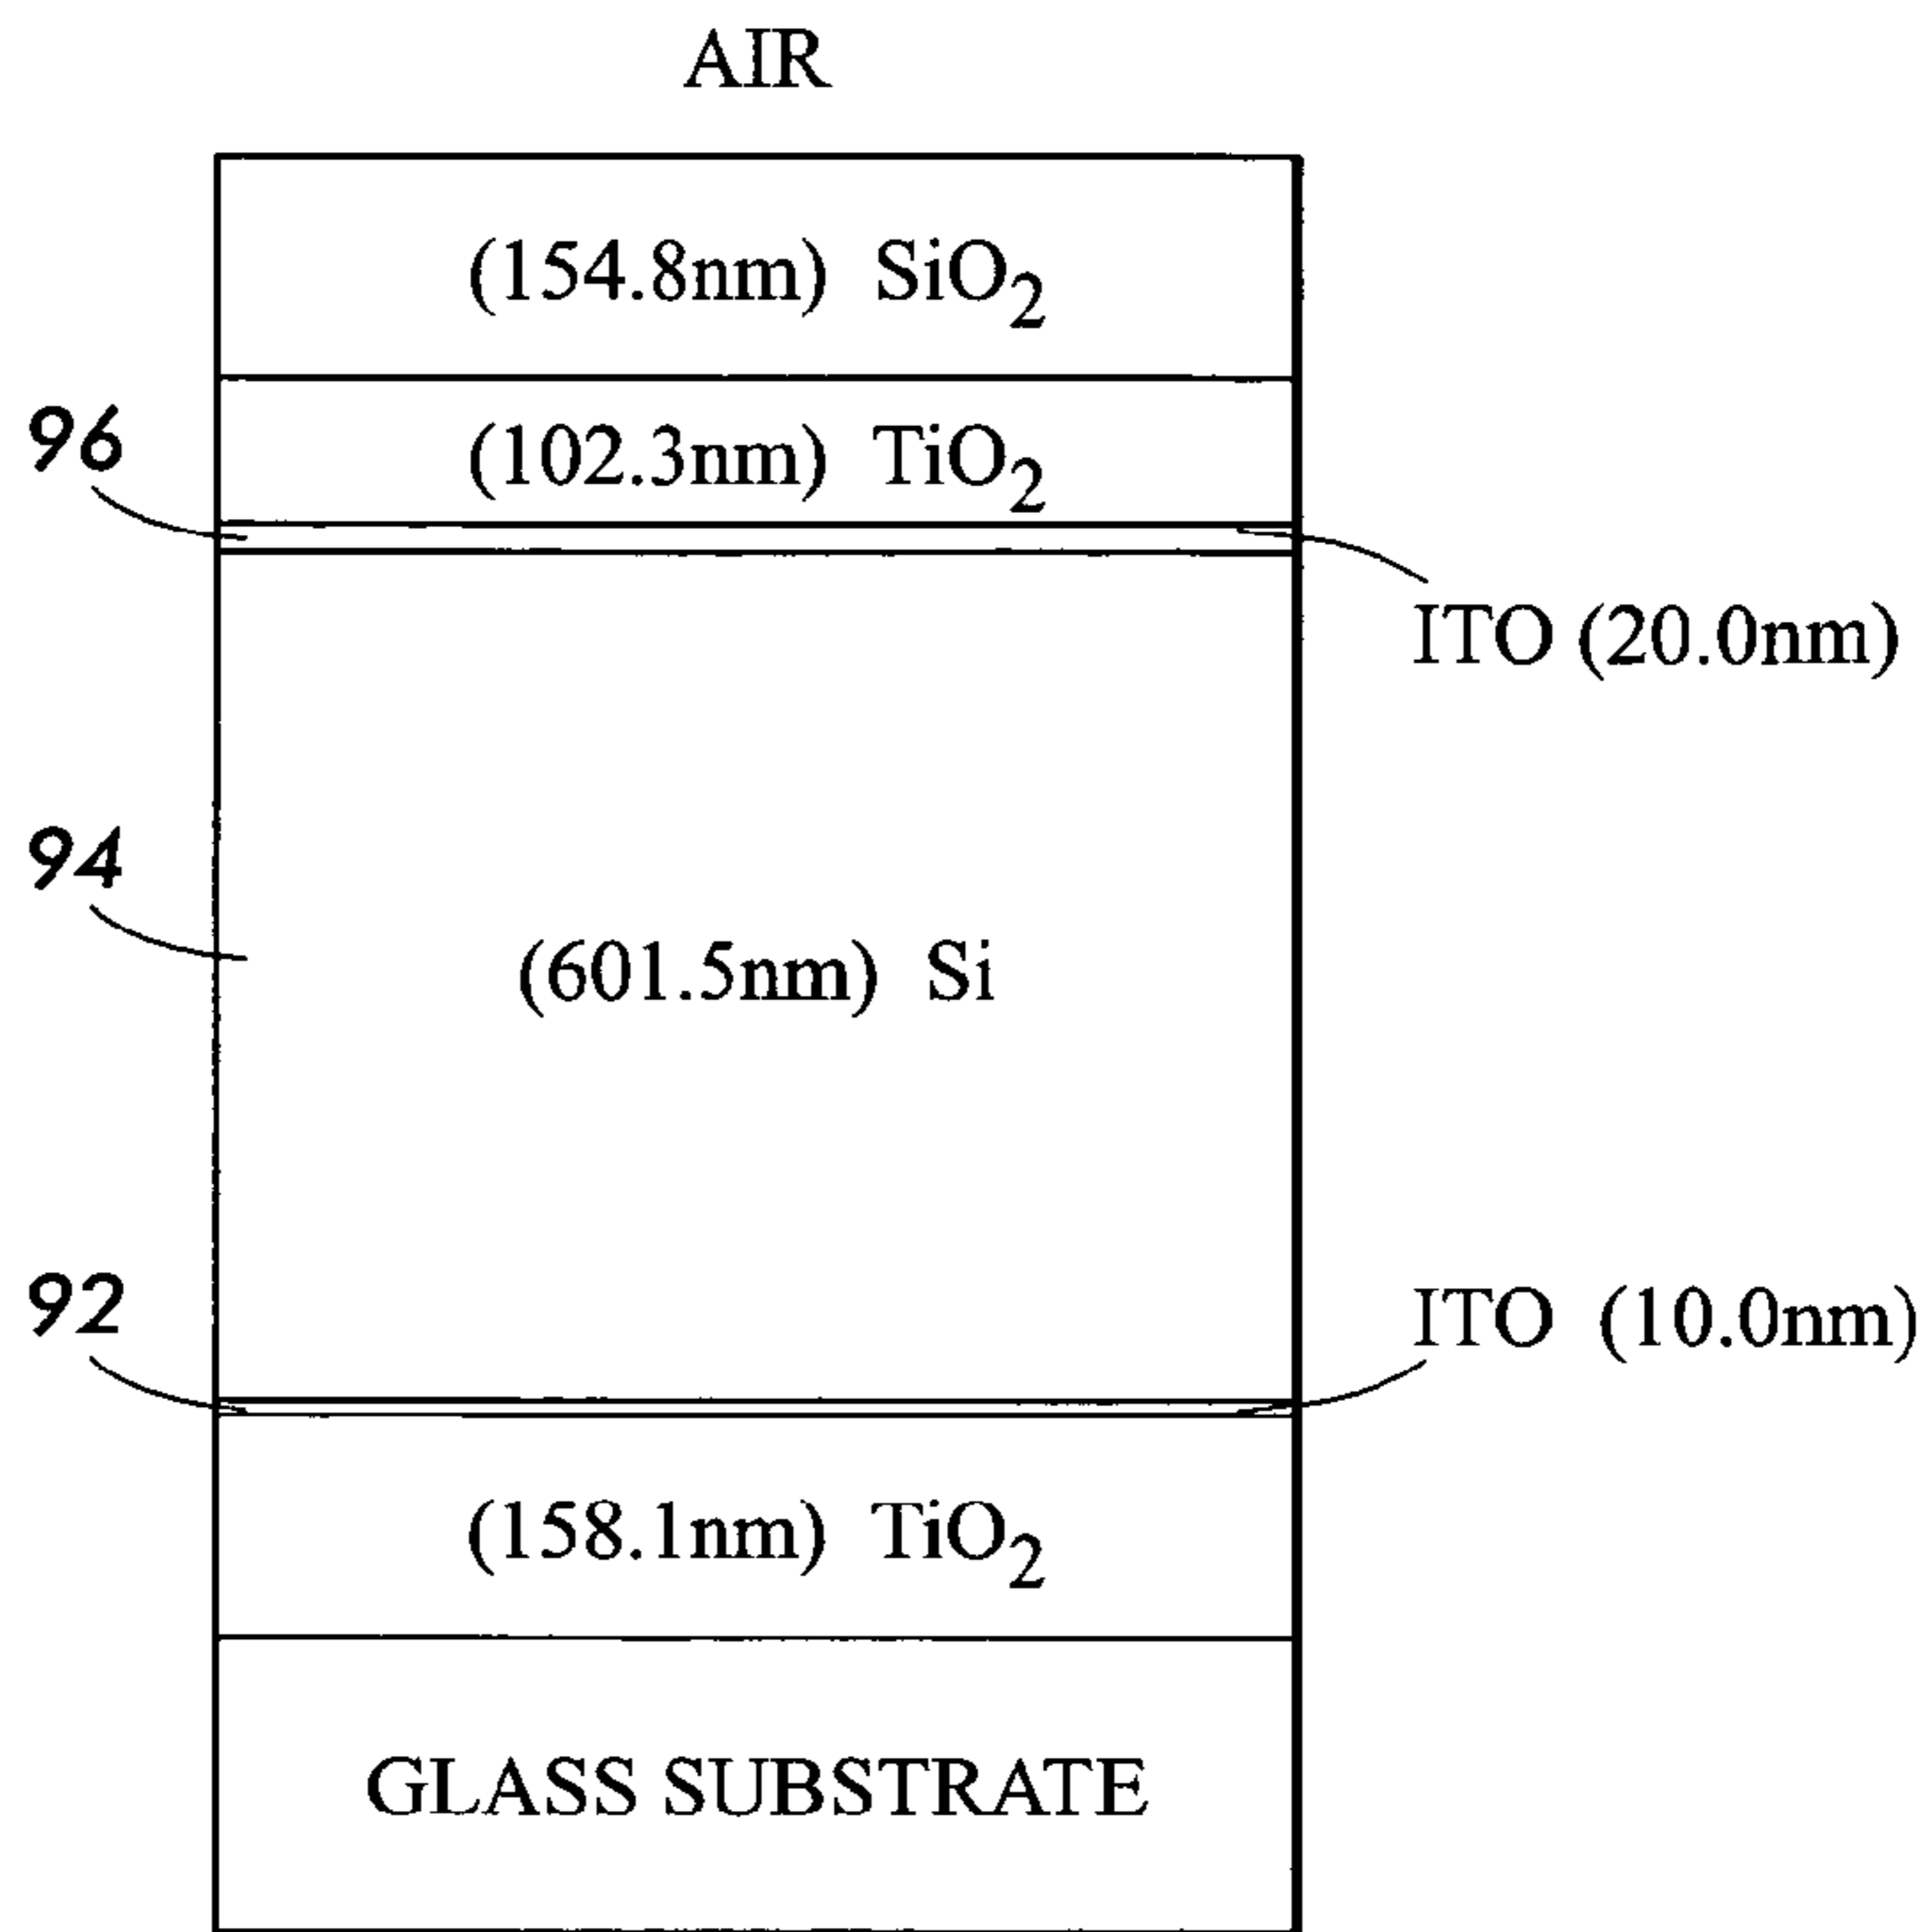 AIR
(154.8nm) SiO2
96
(102.3nm) TiO2
ITO (20.0nm)
94
(601.5nm) Si
92
ITO (10.0nm)
(158.1nm) TiO2
GLASS SUBSTRATE